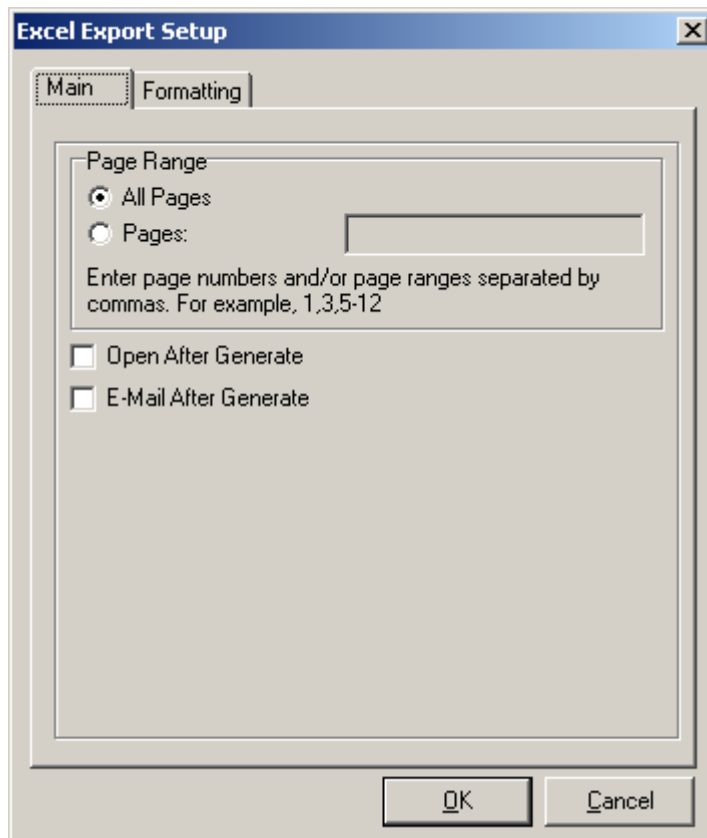 Excel Export Setup
Main
Formatting
Page Range
All Pages
Pages:
Enter page numbers and/or page ranges separated by
commas. For example, 1,3,5-12
Open After Generate
E-Mail After Generate
OK
Cancel